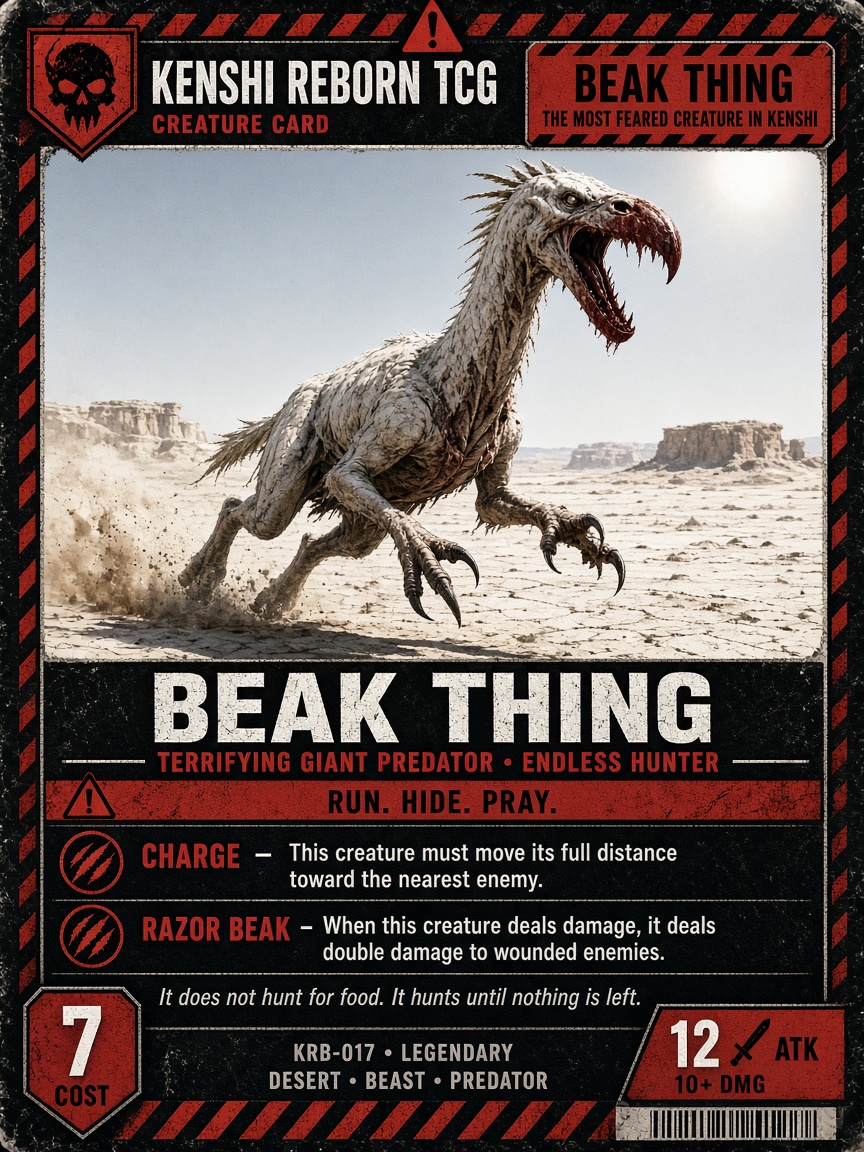 !
KENSHI REBORN TCG
CREATURE CARD
BEAK THING
THE MOST FEARED CREATURE IN KENSHI
BEAK THING
TERRIFYING GIANT PREDATOR • ENDLESS HUNTER
! RUN. HIDE. PRAY.
CHARGE – This creature must move its full distance
toward the nearest enemy.
RAZOR BEAK – When this creature deals damage, it deals
double damage to wounded enemies.
It does not hunt for food. It hunts until nothing is left.
7
COST
KRB-017 • LEGENDARY
DESERT • BEAST • PREDATOR
12 ATK
10+ DMG